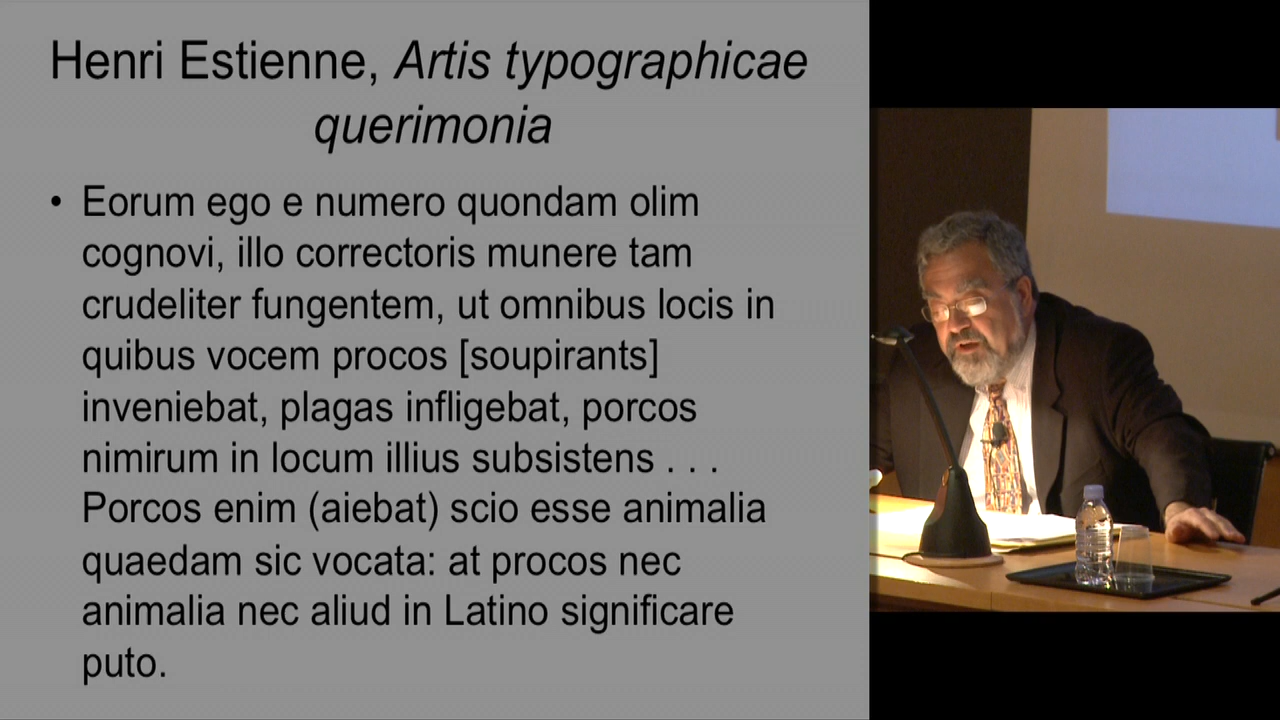 Henri Estienne, Artis typographicae
querimonia
• Eorum ego e numero quondam olim
cognovi, illo correctoris munere tam
crudeliter fungentem, ut omnibus locis in
quibus vocem procos [soupirants]
inveniebat, plagas infligebat, porcos
nimirum in locum illius subsistens . . .
Porcos enim (aiebat) scio esse animalia
quaedam sic vocata: at procos nec
animalia nec aliud in Latino significare
puto.